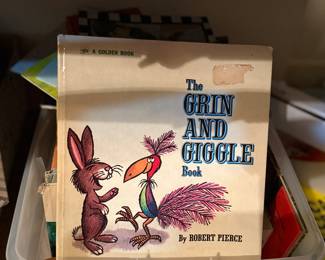 A GOLDEN BOOK
The
GRIN
AND
GIGGLE
Book
By ROBERT PIERCE